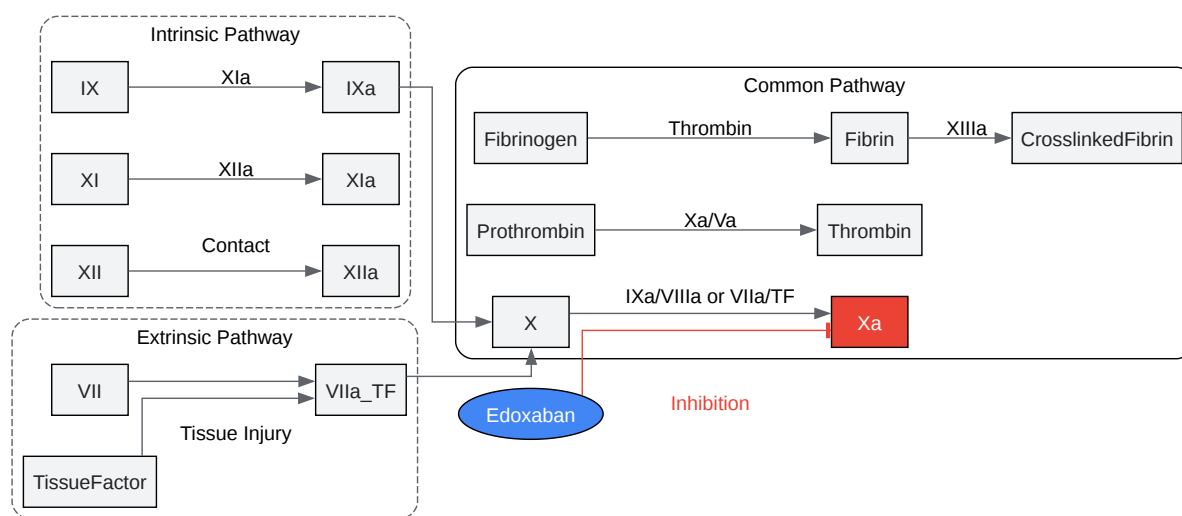 Intrinsic Pathway
IX
XIa
IXa
XI
XIIa
XIa
XII
Contact
XIIa
Extrinsic Pathway
VII
VIIa_TF
Tissue Injury
TissueFactor
Common Pathway
Fibrinogen
Thrombin
Fibrin
XIIIa
CrosslinkedFibrin
Prothrombin
Xa/Va
Thrombin
X
IXa/VIIIa or VIIa/TF
Xa
Edoxaban
Inhibition